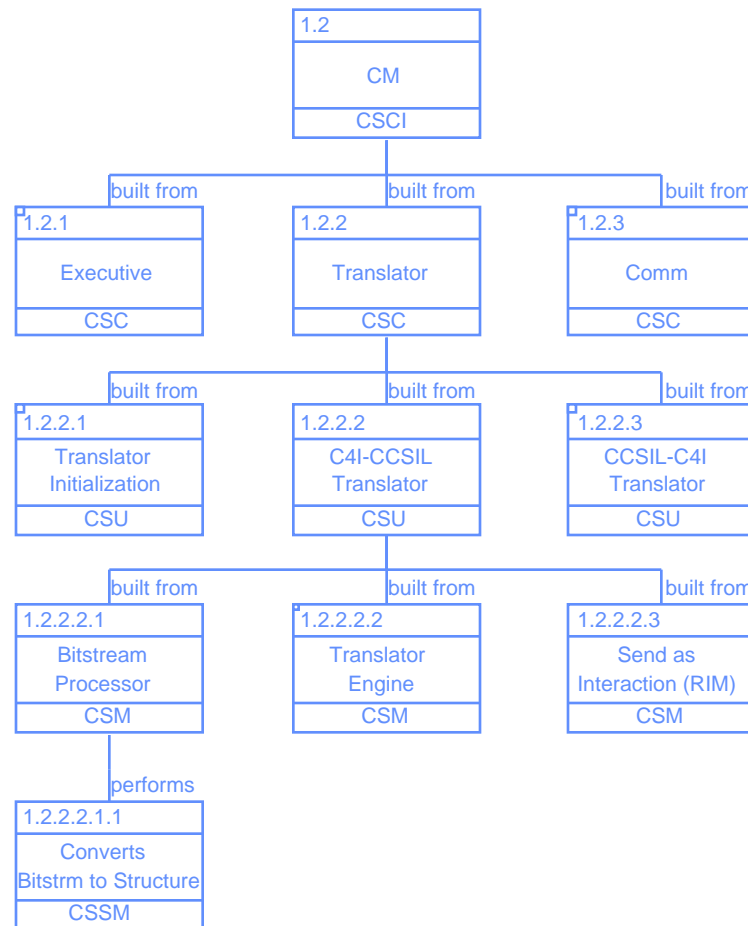 1.2
CM
CSCI
built from
built from
built from
1.2.1
1.2.2
1.2.3
Executive
Translator
Comm
CSC
CSC
CSC
built from
built from
built from
1.2.2.1
1.2.2.2
1.2.2.3
Translator
Initialization
C4I-CCSIL
Translator
CCSIL-C4I
Translator
CSU
CSU
CSU
built from
built from
built from
1.2.2.2.1
1.2.2.2.2
1.2.2.2.3
Bitstream
Processor
Translator
Engine
Send as
Interaction (RIM)
CSM
CSM
CSM
performs
1.2.2.2.1.1
Converts
Bitstrm to Structure
CSSM